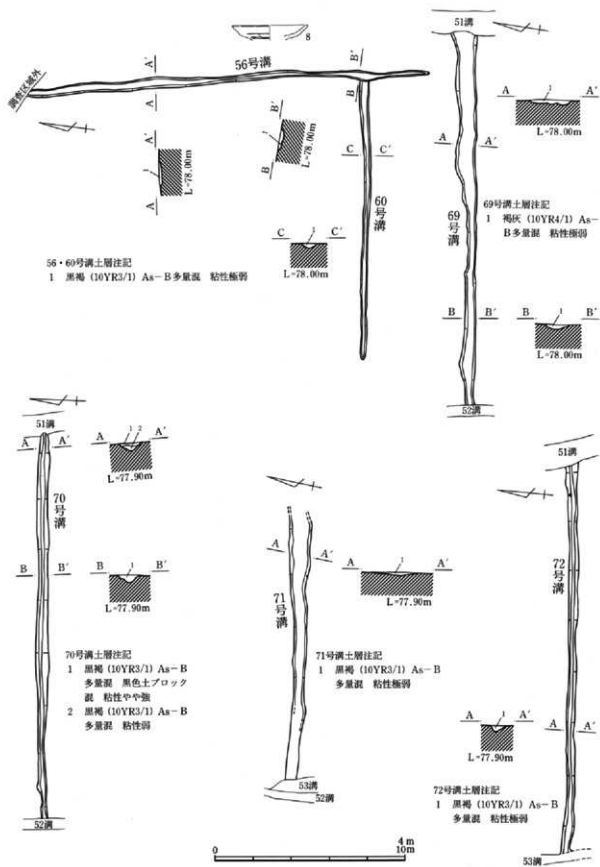 8
56号溝
A A'
B B'
調査区域外
A A'
1
L=78.00m
B B'
1
L=78.00m
C C'
60号溝
C C'
1
L=78.00m
56・60号溝土層注記
1 黒褐 (10YR3/1) As-B多量混 粘性極弱
51溝
A A'
69号溝
B B'
52溝
A 1 A'
L=78.00m
69号溝土層注記
1 褐灰 (10YR4/1) As-
B多量混 粘性極弱
B 1 B'
L=78.00m
51溝
A A'
70号溝
B B'
52溝
A 1 2 A'
L=77.90m
B 1 B'
L=77.90m
70号溝土層注記
1 黒褐 (10YR3/1) As-B
多量混 黒色土ブロック
混 粘性やや強
2 黒褐 (10YR3/1) As-B
多量混 粘性弱
A A'
71号溝
53溝
52溝
A 1 A'
L=77.90m
71号溝土層注記
1 黒褐 (10YR3/1) As-B
多量混 粘性極弱
51溝
72号溝
A A'
53溝
A 1 A'
L=77.90m
72号溝土層注記
1 黒褐 (10YR3/1) As-B
多量混 粘性弱
0 4m
10m